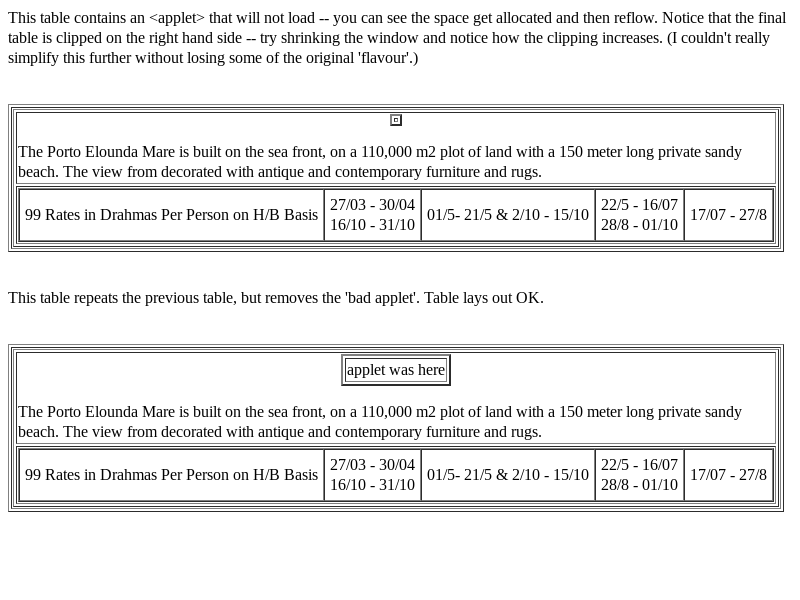 This table contains an <applet> that will not load -- you can see the space get allocated and then reflow. Notice that the final
table is clipped on the right hand side -- try shrinking the window and notice how the clipping increases. (I couldn't really
simplify this further without losing some of the original 'flavour'.)
The Porto Elounda Mare is built on the sea front, on a 110,000 m2 plot of land with a 150 meter long private sandy
beach. The view from decorated with antique and contemporary furniture and rugs.
99 Rates in Drahmas Per Person on H/B Basis
27/03 - 30/04
16/10 - 31/10
01/5- 21/5 & 2/10 - 15/10
22/5 - 16/07
28/8 - 01/10
17/07 - 27/8
This table repeats the previous table, but removes the 'bad applet'. Table lays out OK.
applet was here
The Porto Elounda Mare is built on the sea front, on a 110,000 m2 plot of land with a 150 meter long private sandy
beach. The view from decorated with antique and contemporary furniture and rugs.
99 Rates in Drahmas Per Person on H/B Basis
27/03 - 30/04
16/10 - 31/10
01/5- 21/5 & 2/10 - 15/10
22/5 - 16/07
28/8 - 01/10
17/07 - 27/8